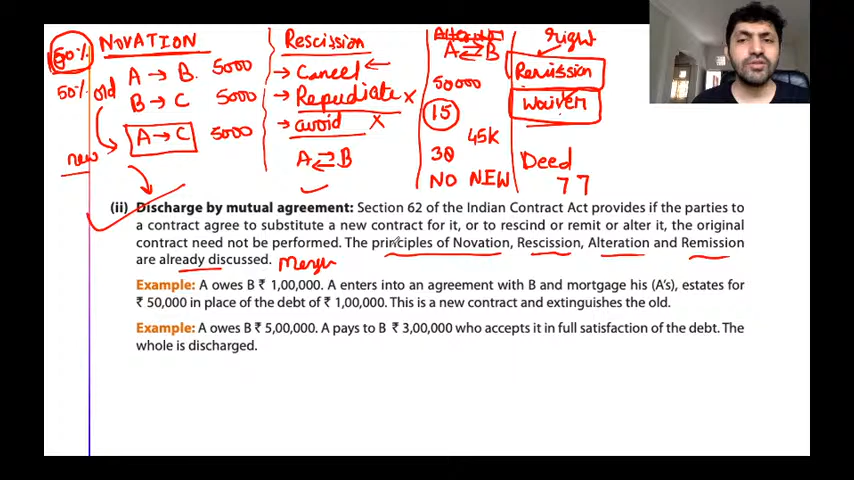 50%
NOVATION
50% old A → B 5000
B → C 5000
A → C 5000
new
Rescission
→ Cancel ←
→ Repudiate X
→ avoid X
A ⇄ B
A ⇄ B
50000
15
45K
30
NO NEW
right
Remission
Waiver
Deed
77
(ii) Discharge by mutual agreement: Section 62 of the Indian Contract Act provides if the parties to
a contract agree to substitute a new contract for it, or to rescind or remit or alter it, the original
contract need not be performed. The principles of Novation, Rescission, Alteration and Remission
are already discussed. Merger
Example: A owes B ₹ 1,00,000. A enters into an agreement with B and mortgage his (A's), estates for
₹ 50,000 in place of the debt of ₹ 1,00,000. This is a new contract and extinguishes the old.
Example: A owes B ₹ 5,00,000. A pays to B ₹ 3,00,000 who accepts it in full satisfaction of the debt. The
whole is discharged.